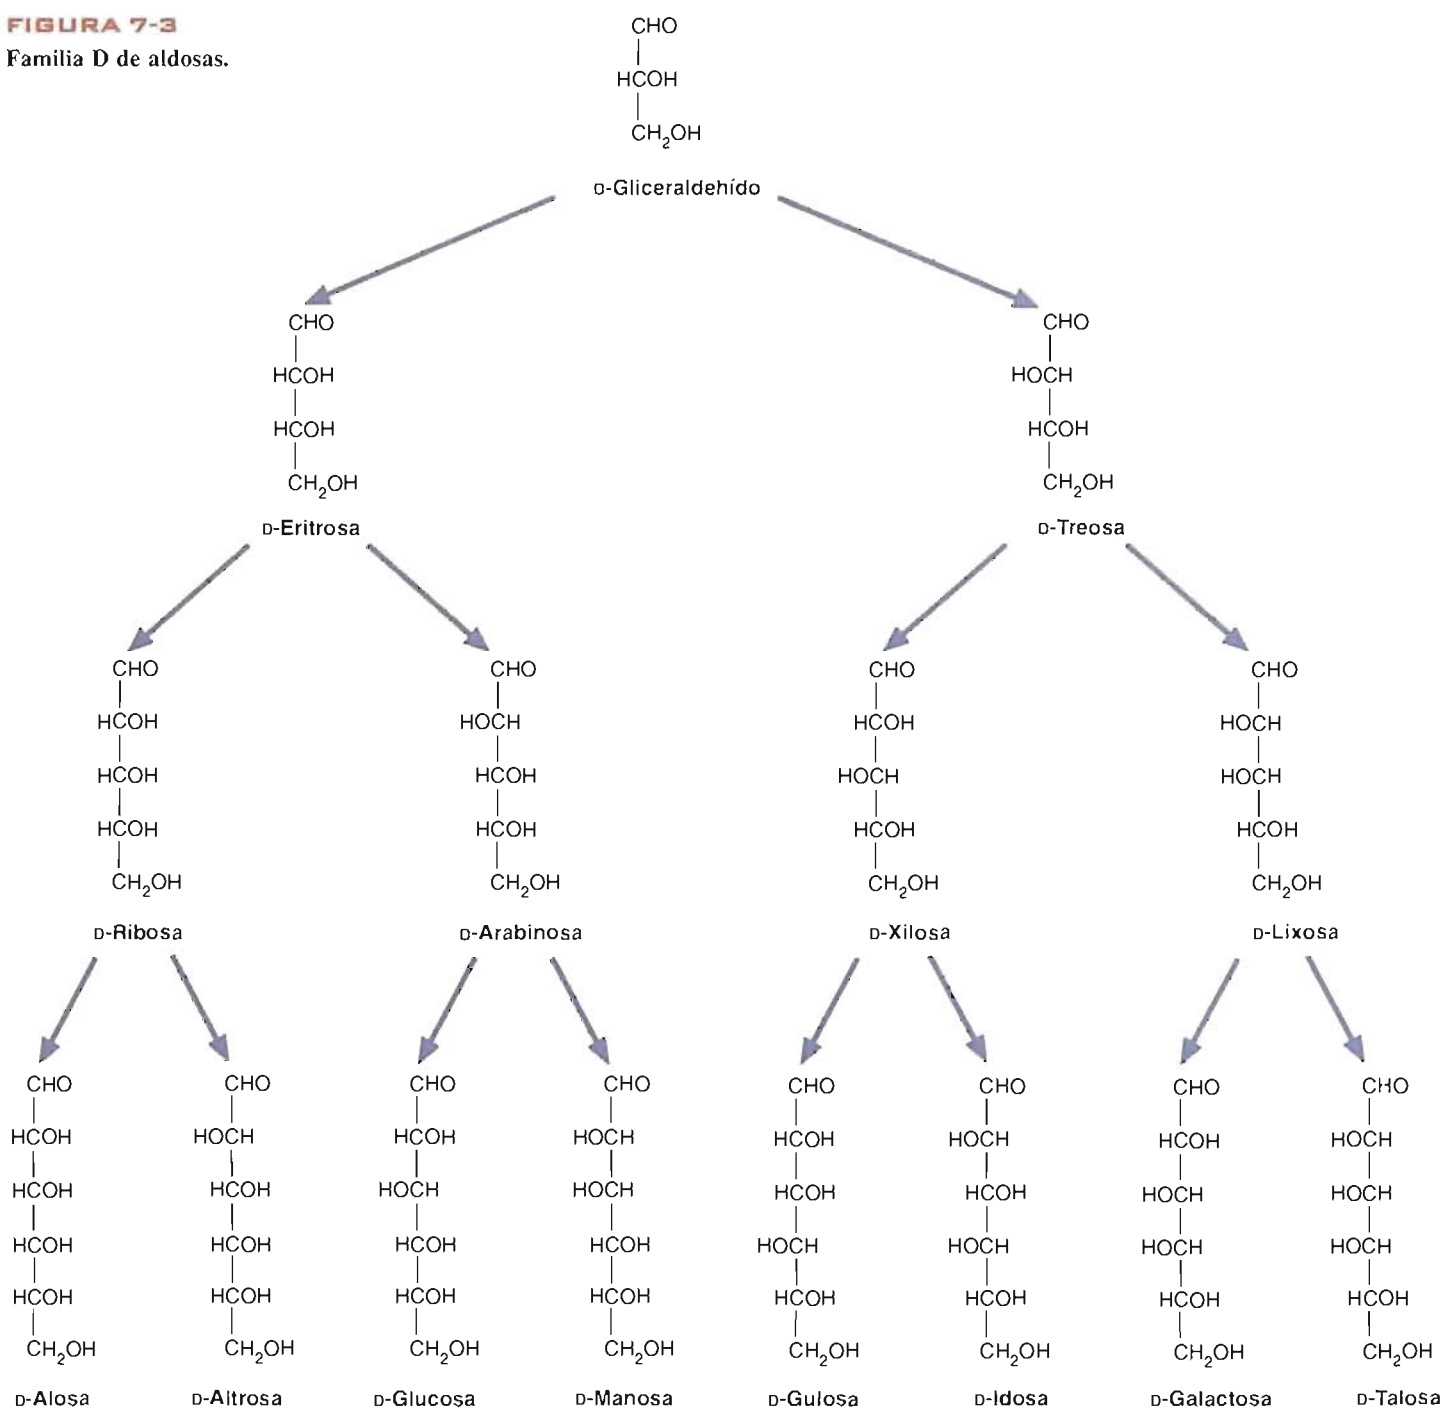 FIGURA 7-3
Familia D de aldosas.
CHO
HCOH
CH₂OH
D-Gliceraldehído
CHO CHO
HCOH HOCH
HCOH HCOH
CH₂OH CH₂OH
D-Eritrosa D-Treosa
CHO CHO CHO CHO
HCOH HOCH HCOH HOCH
HCOH HCOH HOCH HOCH
HCOH HCOH HCOH HCOH
CH₂OH CH₂OH CH₂OH CH₂OH
D-Ribosa D-Arabinosa D-Xilosa D-Lixosa
CHO CHO CHO CHO CHO CHO CHO CHO
HCOH HOCH HCOH HOCH HCOH HOCH HCOH HOCH
HCOH HCOH HOCH HOCH HCOH HCOH HOCH HOCH
HCOH HCOH HCOH HCOH HOCH HOCH HOCH HOCH
HCOH HCOH HCOH HCOH HCOH HCOH HCOH HCOH
CH₂OH CH₂OH CH₂OH CH₂OH CH₂OH CH₂OH CH₂OH CH₂OH
D-Alosa D-Altrosa D-Glucosa D-Manosa D-Gulosa D-Idosa D-Galactosa D-Talosa